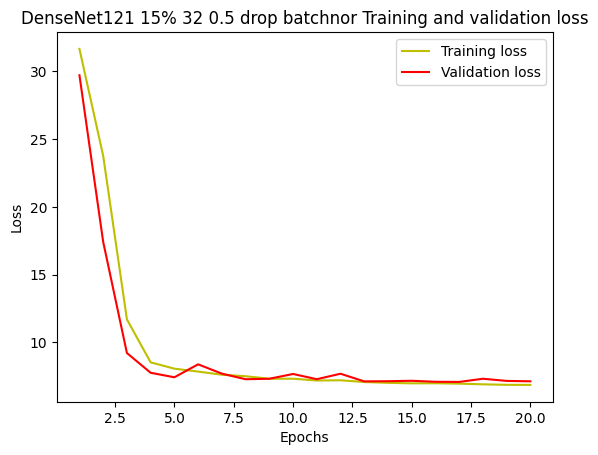 DenseNet121 15% 32 0.5 drop batchnor Training and validation loss
Training loss
Validation loss
30
25
20
15
10
Loss
2.5 5.0 7.5 10.0 12.5 15.0 17.5 20.0
Epochs